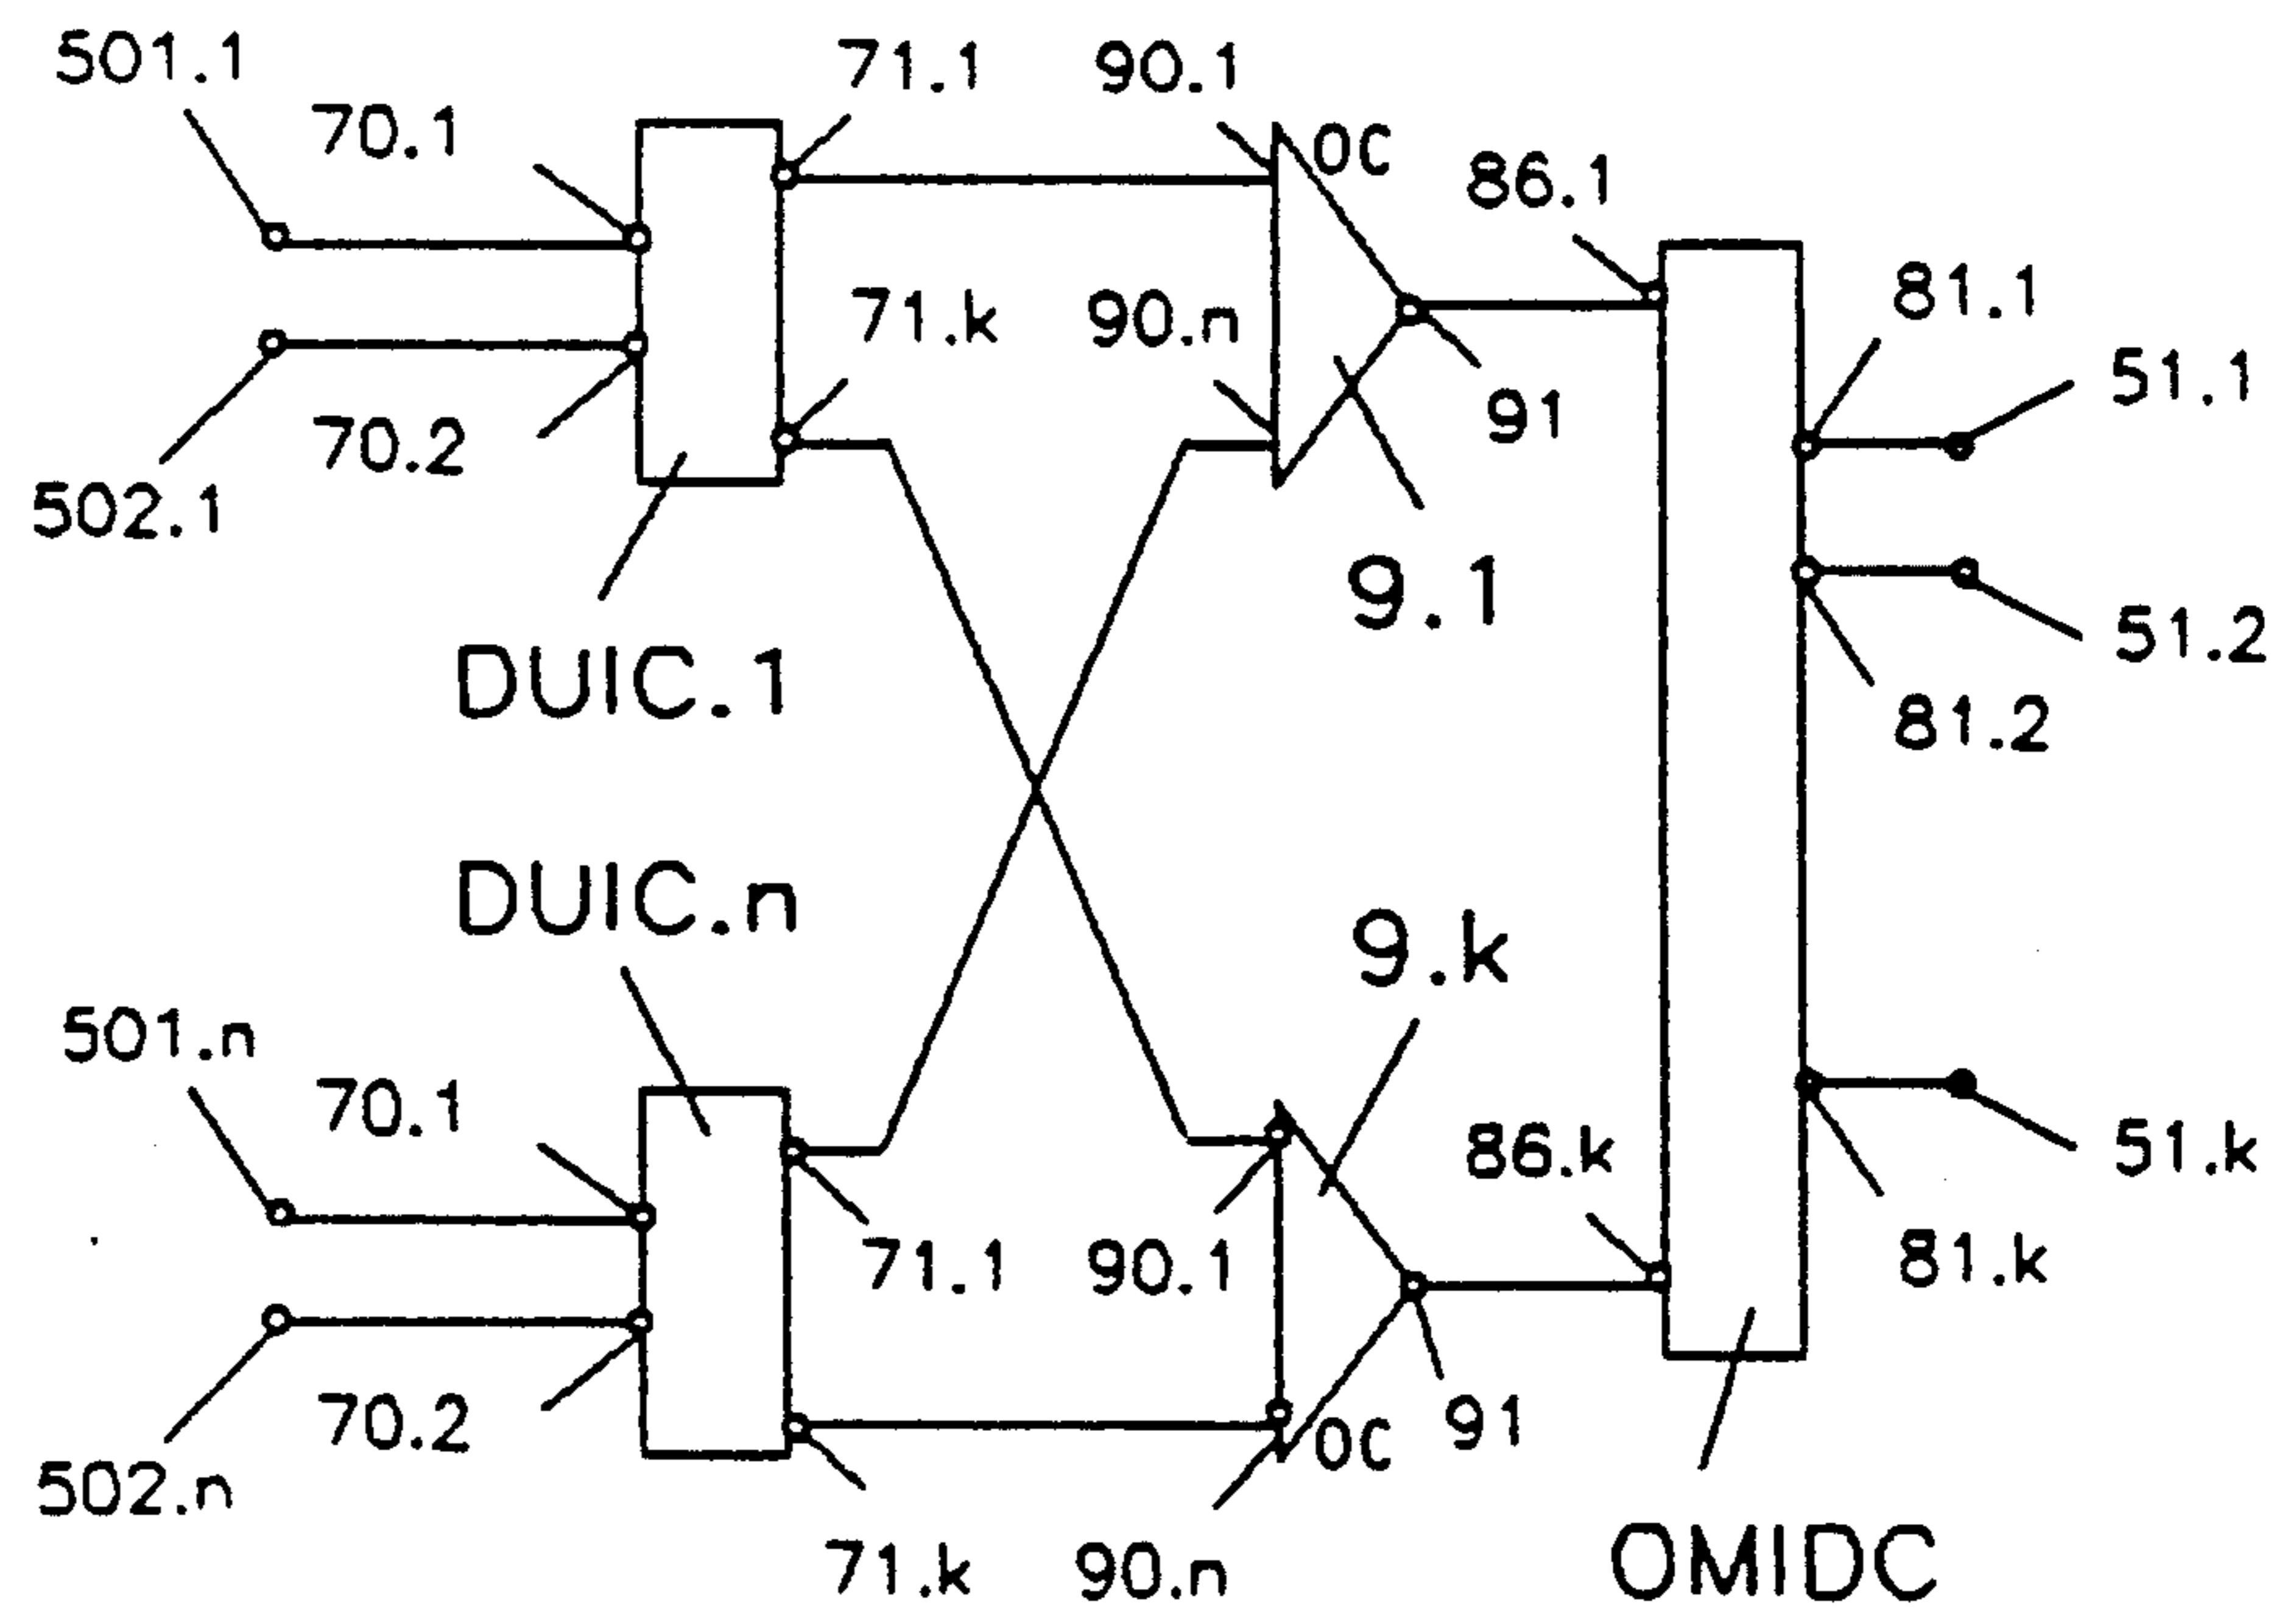 501.1
70.1
71.1
90.1
OC
86.1
81.1
51.1
71.k
90.n
91
70.2
502.1
9.1
51.2
81.2
DUIC.1
DUIC.n
9.k
501.n
70.1
86.k
51.k
71.1
90.1
81.k
70.2
OC
91
502.n
71.k
90.n
OMIDC